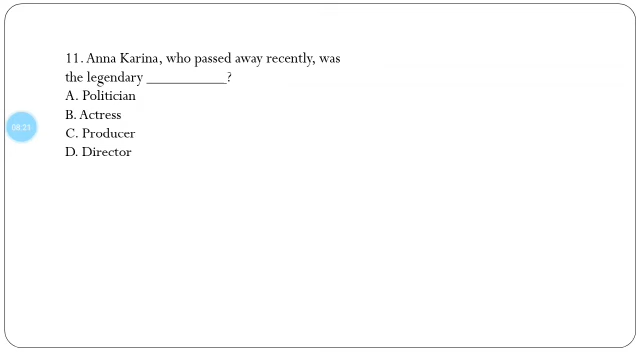 11. Anna Karina, who passed away recently, was
the legendary ___________?
A. Politician
B. Actress
08:21
C. Producer
D. Director